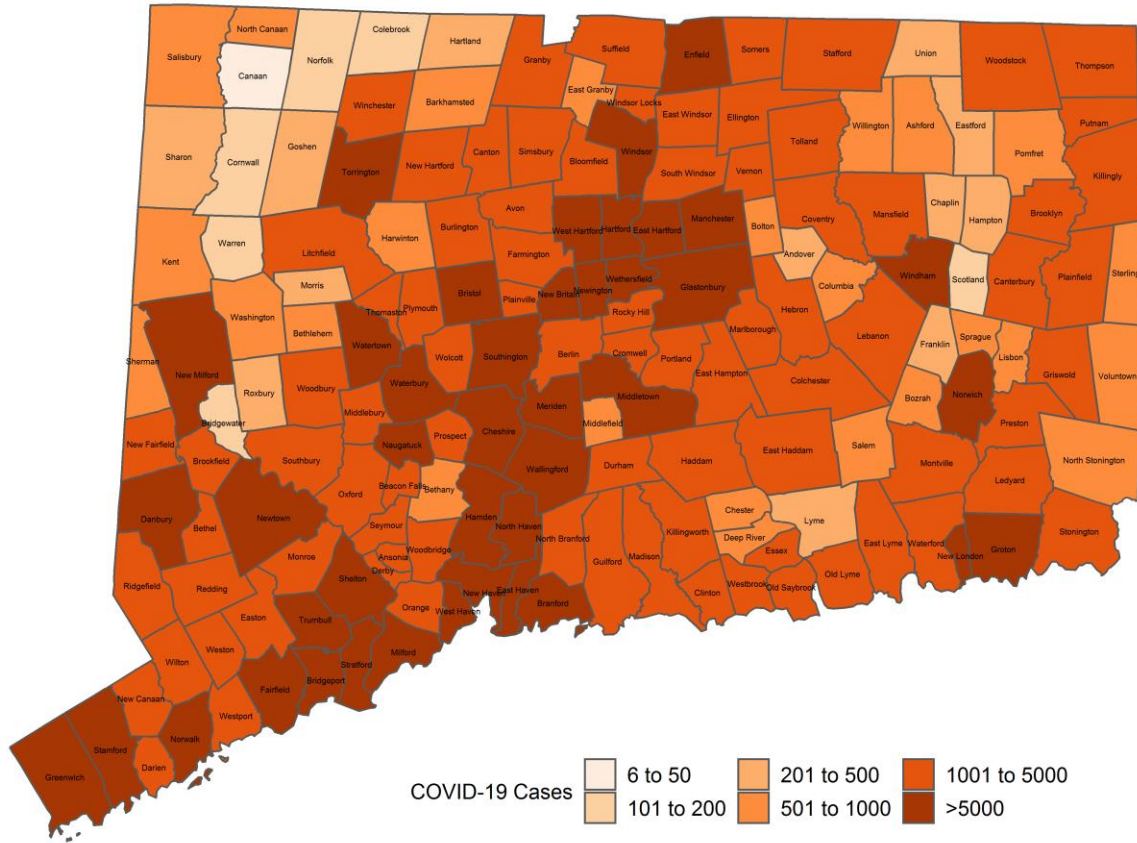 North Canaan
Colebrook
Hartland
Salisbury
Canaan
Norfolk
Granby
Suffield
Enfield
Somers
Stafford
Union
Woodstock
Thompson
Winchester
Barkhamsted
East Granby
Windsor Locks
East Windsor
Ellington
Willington
Ashford
Eastford
Putnam
Sharon
Cornwall
Goshen
Torrington
New Hartford
Canton
Simsbury
Bloomfield
Windsor
South Windsor
Vernon
Tolland
Pomfret
Killingly
Kent
Warren
Litchfield
Harwinton
Burlington
Avon
Farmington
West Hartford
Hartford
East Hartford
Manchester
Bolton
Coventry
Mansfield
Chaplin
Hampton
Brooklyn
Andover
Columbia
Windham
Scotland
Canterbury
Plainfield
Sterling
Morris
Washington
Bethlehem
Thomaston
Plymouth
Bristol
Plainville
New Britain
Newington
Wethersfield
Glastonbury
Rocky Hill
Hebron
Marlborough
Lebanon
Franklin
Sprague
Lisbon
Griswold
Voluntown
Sherman
New Milford
Roxbury
Woodbury
Watertown
Waterbury
Wolcott
Southington
Berlin
Cromwell
Portland
East Hampton
Colchester
Bozrah
Norwich
Preston
Bridgewater
Middlebury
Naugatuck
Prospect
Cheshire
Meriden
Middlefield
Middletown
New Fairfield
Brookfield
Southbury
Oxford
Beacon Falls
Bethany
Wallingford
Durham
Haddam
East Haddam
Salem
Montville
Ledyard
North Stonington
Danbury
Bethel
Newtown
Seymour
Woodbridge
Hamden
North Haven
North Branford
Guilford
Madison
Killingworth
Chester
Deep River
Essex
Lyme
East Lyme
Waterford
New London
Groton
Stonington
Ridgefield
Redding
Monroe
Ansonia
Derby
Shelton
Orange
West Haven
New Haven
East Haven
Branford
Clinton
Westbrook
Old Saybrook
Old Lyme
Easton
Trumbull
Wilton
Weston
Milford
Stratford
Bridgeport
Fairfield
New Canaan
Westport
Norwalk
Darien
Stamford
Greenwich
COVID-19 Cases
6 to 50
201 to 500
1001 to 5000
101 to 200
501 to 1000
>5000